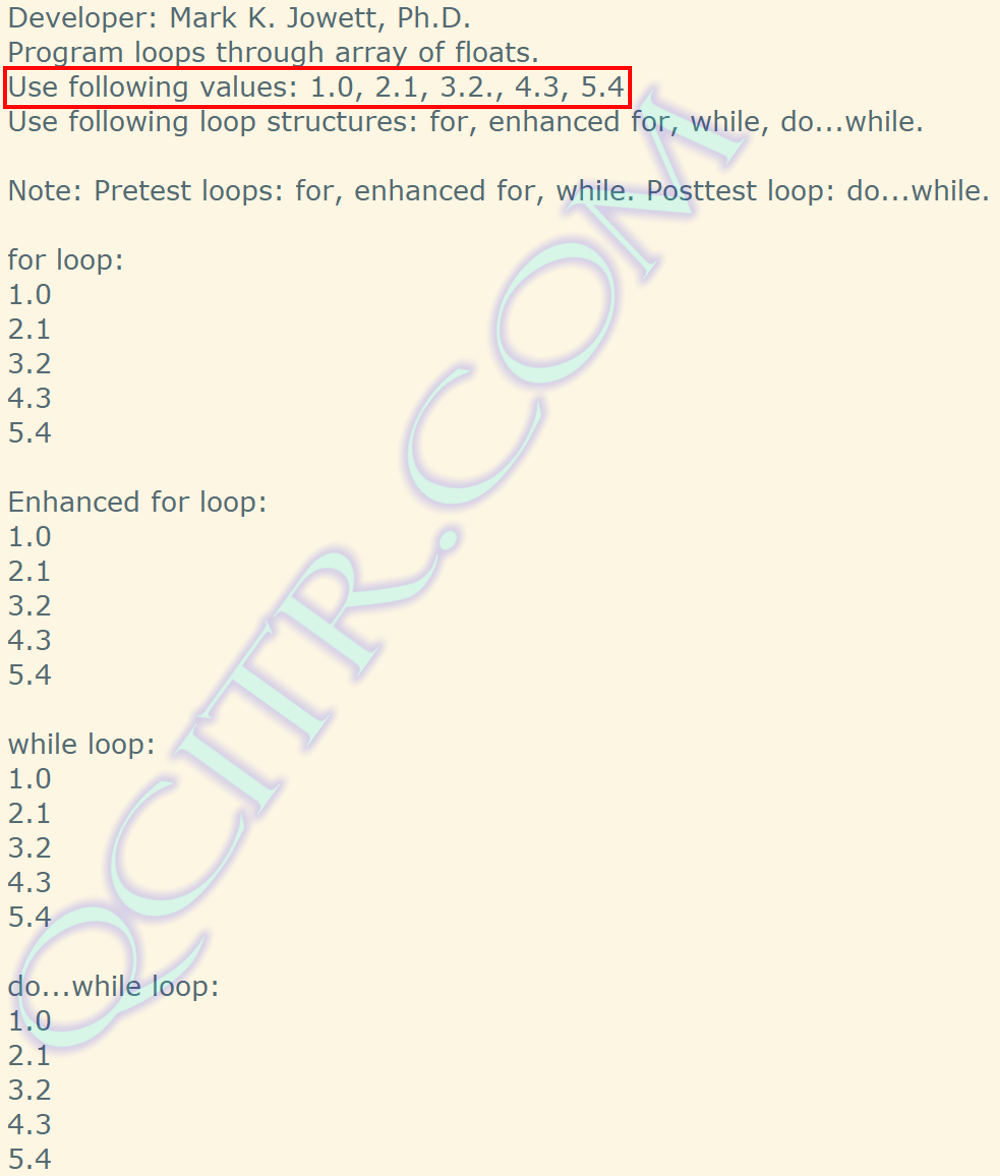 Developer: Mark K. Jowett, Ph.D.
Program loops through array of floats.
Use following values: 1.0, 2.1, 3.2., 4.3, 5.4
Use following loop structures: for, enhanced for, while, do...while.
Note: Pretest loops: for, enhanced for, while. Posttest loop: do...while.
for loop:
1.0
2.1
3.2
4.3
5.4
Enhanced for loop:
1.0
2.1
3.2
4.3
5.4
while loop:
1.0
2.1
3.2
4.3
5.4
do...while loop:
1.0
2.1
3.2
4.3
5.4
QCITR.COM